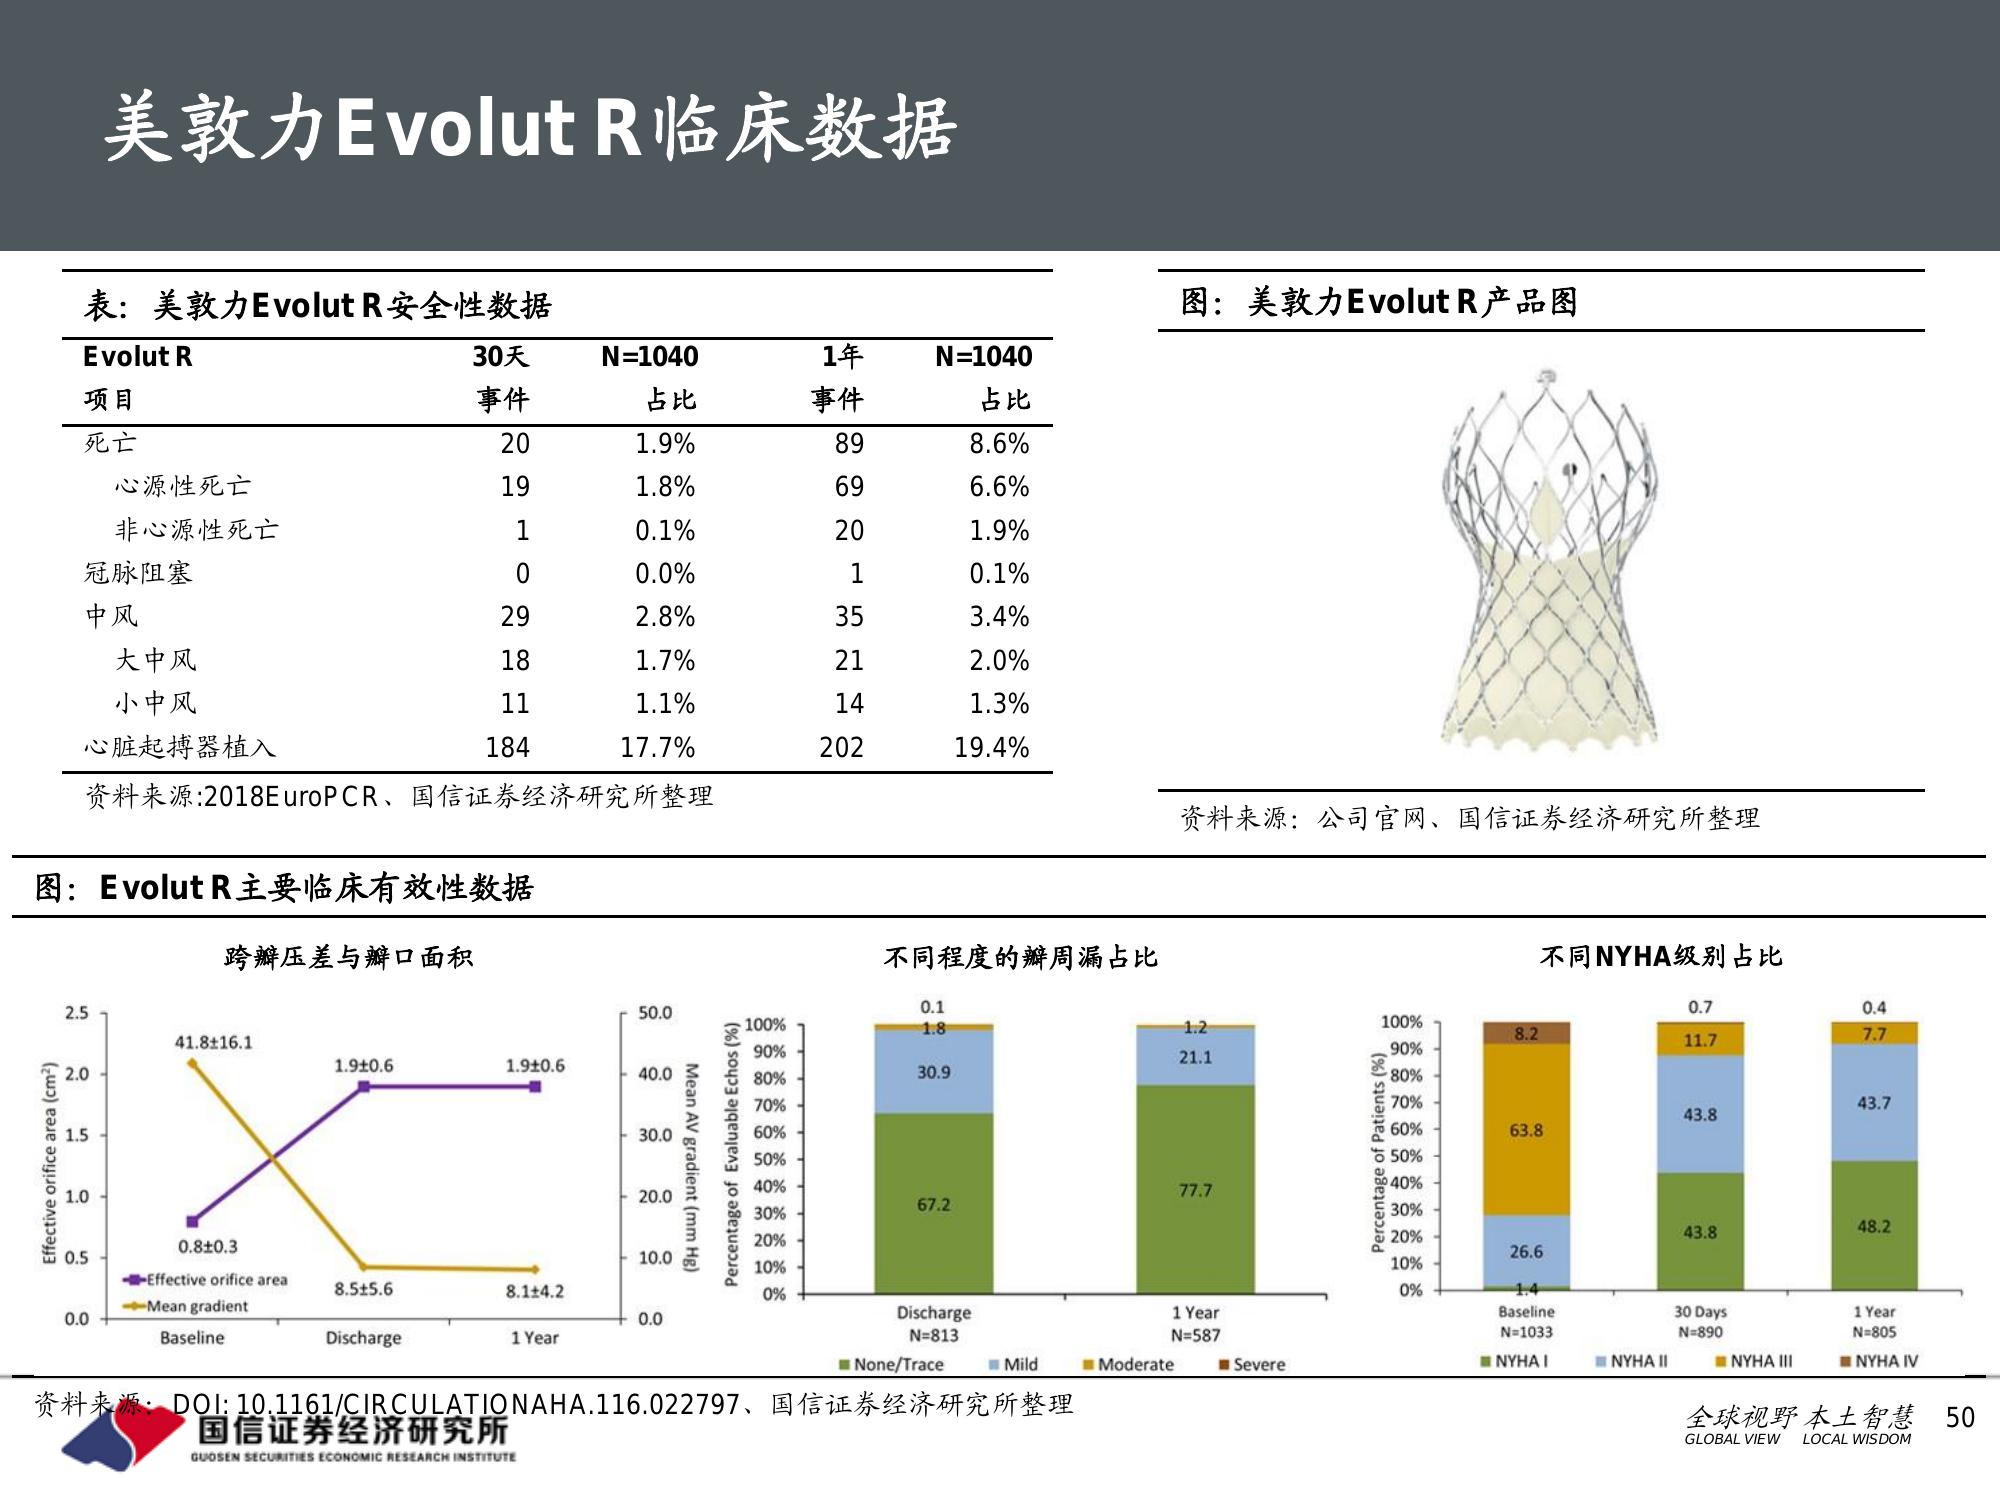 美敦力Evolut R临床数据
表：美敦力Evolut R安全性数据
Evolut R 30天 N=1040 1年 N=1040
项目 事件 占比 事件 占比
死亡 20 1.9% 89 8.6%
心源性死亡 19 1.8% 69 6.6%
非心源性死亡 1 0.1% 20 1.9%
冠脉阻塞 0 0.0% 1 0.1%
中风 29 2.8% 35 3.4%
大中风 18 1.7% 21 2.0%
小中风 11 1.1% 14 1.3%
心脏起搏器植入 184 17.7% 202 19.4%
资料来源:2018EuroPCR、国信证券经济研究所整理
图：美敦力Evolut R产品图
资料来源：公司官网、国信证券经济研究所整理
图：Evolut R主要临床有效性数据
跨瓣压差与瓣口面积
Effective orifice area (cm²)
2.5
2.0
1.5
1.0
0.5
0.0
41.8±16.1
1.9±0.6
1.9±0.6
0.8±0.3
8.5±5.6
8.1±4.2
Effective orifice area
Mean gradient
50.0
40.0
30.0
20.0
10.0
0.0
Mean AV gradient (mm Hg)
Baseline Discharge 1 Year
不同程度的瓣周漏占比
Percentage of Evaluable Echos (%)
100%
90%
80%
70%
60%
50%
40%
30%
20%
10%
0%
0.1
1.8
30.9
67.2
1.2
21.1
77.7
Discharge 1 Year
N=813 N=587
None/Trace Mild Moderate Severe
不同NYHA级别占比
Percentage of Patients (%)
100%
90%
80%
70%
60%
50%
40%
30%
20%
10%
0%
8.2
63.8
26.6
1.4
0.7
11.7
43.8
43.8
0.4
7.7
43.7
48.2
Baseline 30 Days 1 Year
N=1033 N=890 N=805
NYHA I NYHA II NYHA III NYHA IV
资料来源：DOI: 10.1161/CIRCULATIONAHA.116.022797、国信证券经济研究所整理
国信证券经济研究所
GUOSEN SECURITIES ECONOMIC RESEARCH INSTITUTE
全球视野 本土智慧
GLOBAL VIEW LOCAL WISDOM
50